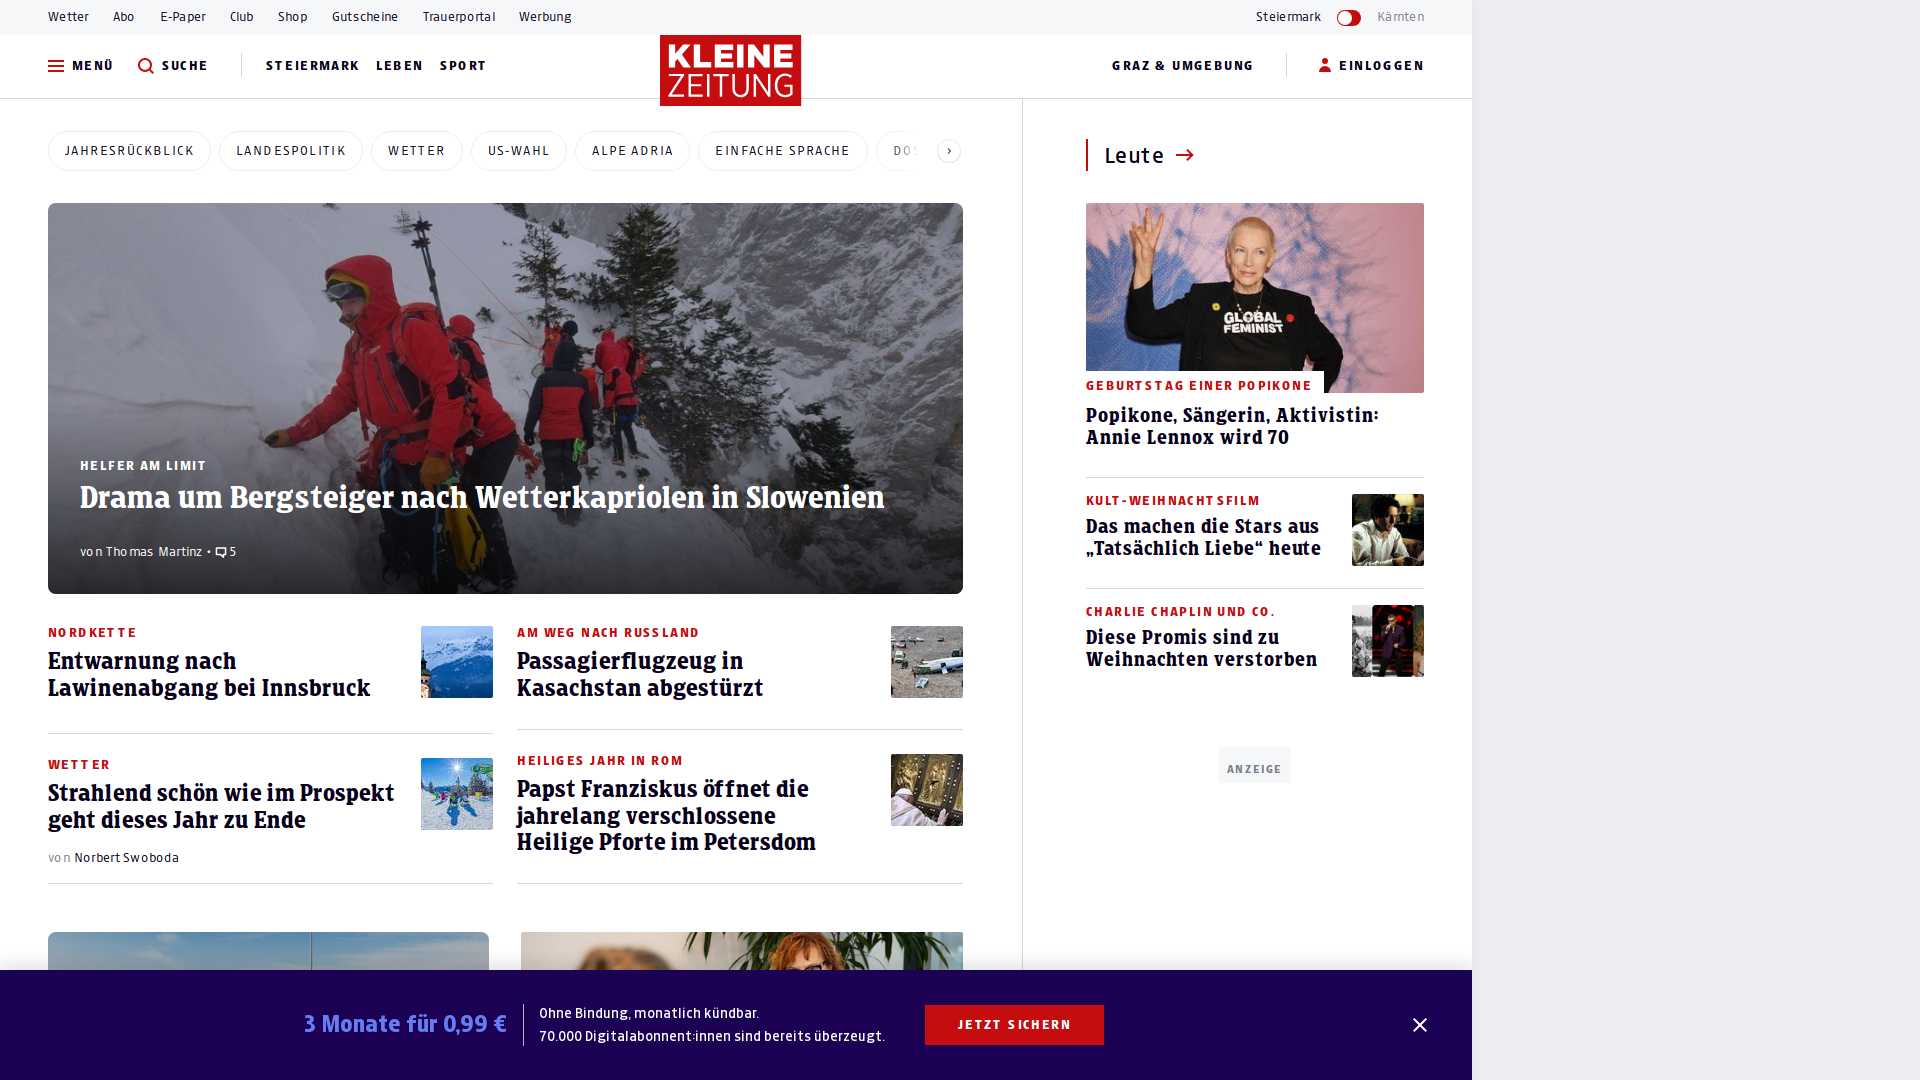 Wetter
Abo
E-Paper
Club
Shop
Gutscheine
Trauerportal
Werbung
Steiermark
Kärnten
MENÜ
SUCHE
STEIERMARK
LEBEN
SPORT
KLEINE
ZEITUNG
GRAZ & UMGEBUNG
EINLOGGEN
JAHRESRÜCKBLICK
LANDESPOLITIK
WETTER
US-WAHL
ALPE ADRIA
EINFACHE SPRACHE
HELFER AM LIMIT
Drama um Bergsteiger nach Wetterkapriolen in Slowenien
von Thomas Martinz • 5
NORDKETTE
Entwarnung nach
Lawinenabgang bei Innsbruck
WETTER
Strahlend schön wie im Prospekt
geht dieses Jahr zu Ende
von Norbert Swoboda
AM WEG NACH RUSSLAND
Passagierflugzeug in
Kasachstan abgestürzt
HEILIGES JAHR IN ROM
Papst Franziskus öffnet die
jahrelang verschlossene
Heilige Pforte im Petersdom
Leute
GLOBAL
FEMINIST
GEBURTSTAG EINER POPIKONE
Popikone, Sängerin, Aktivistin:
Annie Lennox wird 70
KULT-WEIHNACHTSFILM
Das machen die Stars aus
„Tatsächlich Liebe“ heute
CHARLIE CHAPLIN UND CO.
Diese Promis sind zu
Weihnachten verstorben
ANZEIGE
3 Monate für 0,99 €
Ohne Bindung, monatlich kündbar.
70.000 Digitalabonnent:innen sind bereits überzeugt.
JETZT SICHERN